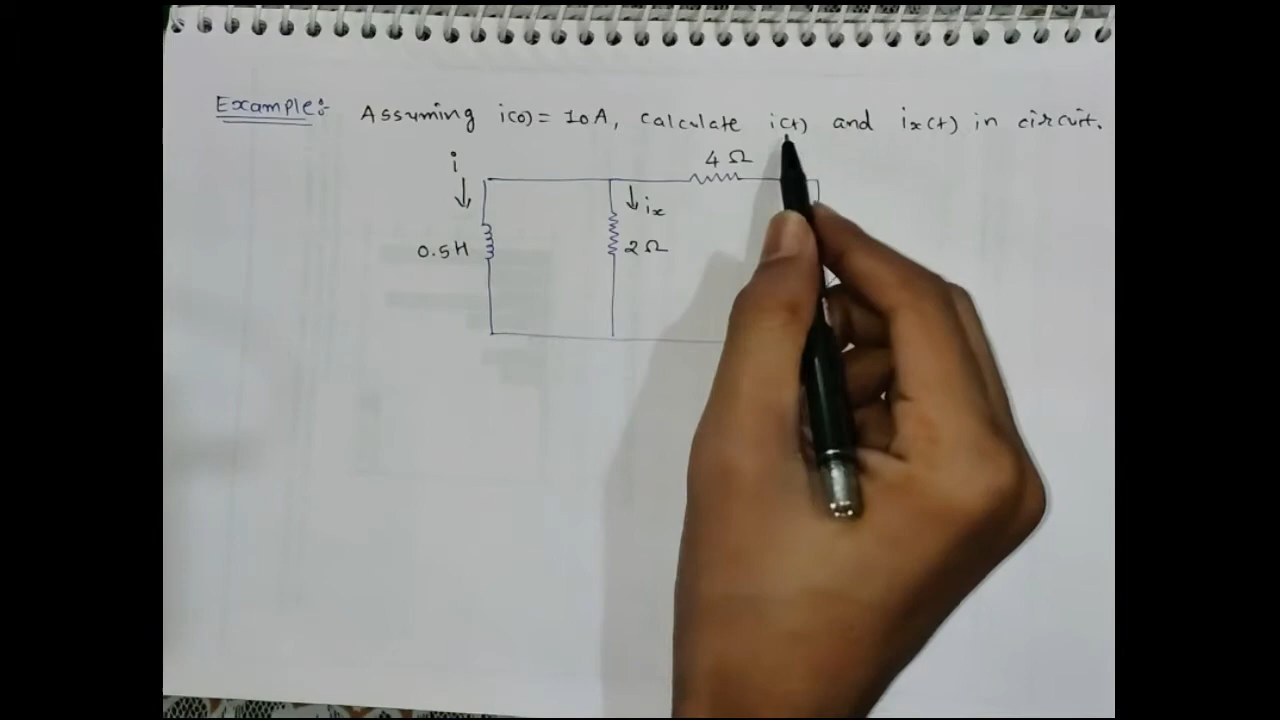 Example:- Assuming i(0) = 10A, calculate i(t) and ix(t) in circuit.
i
4 Ω
ix
0.5H
2Ω